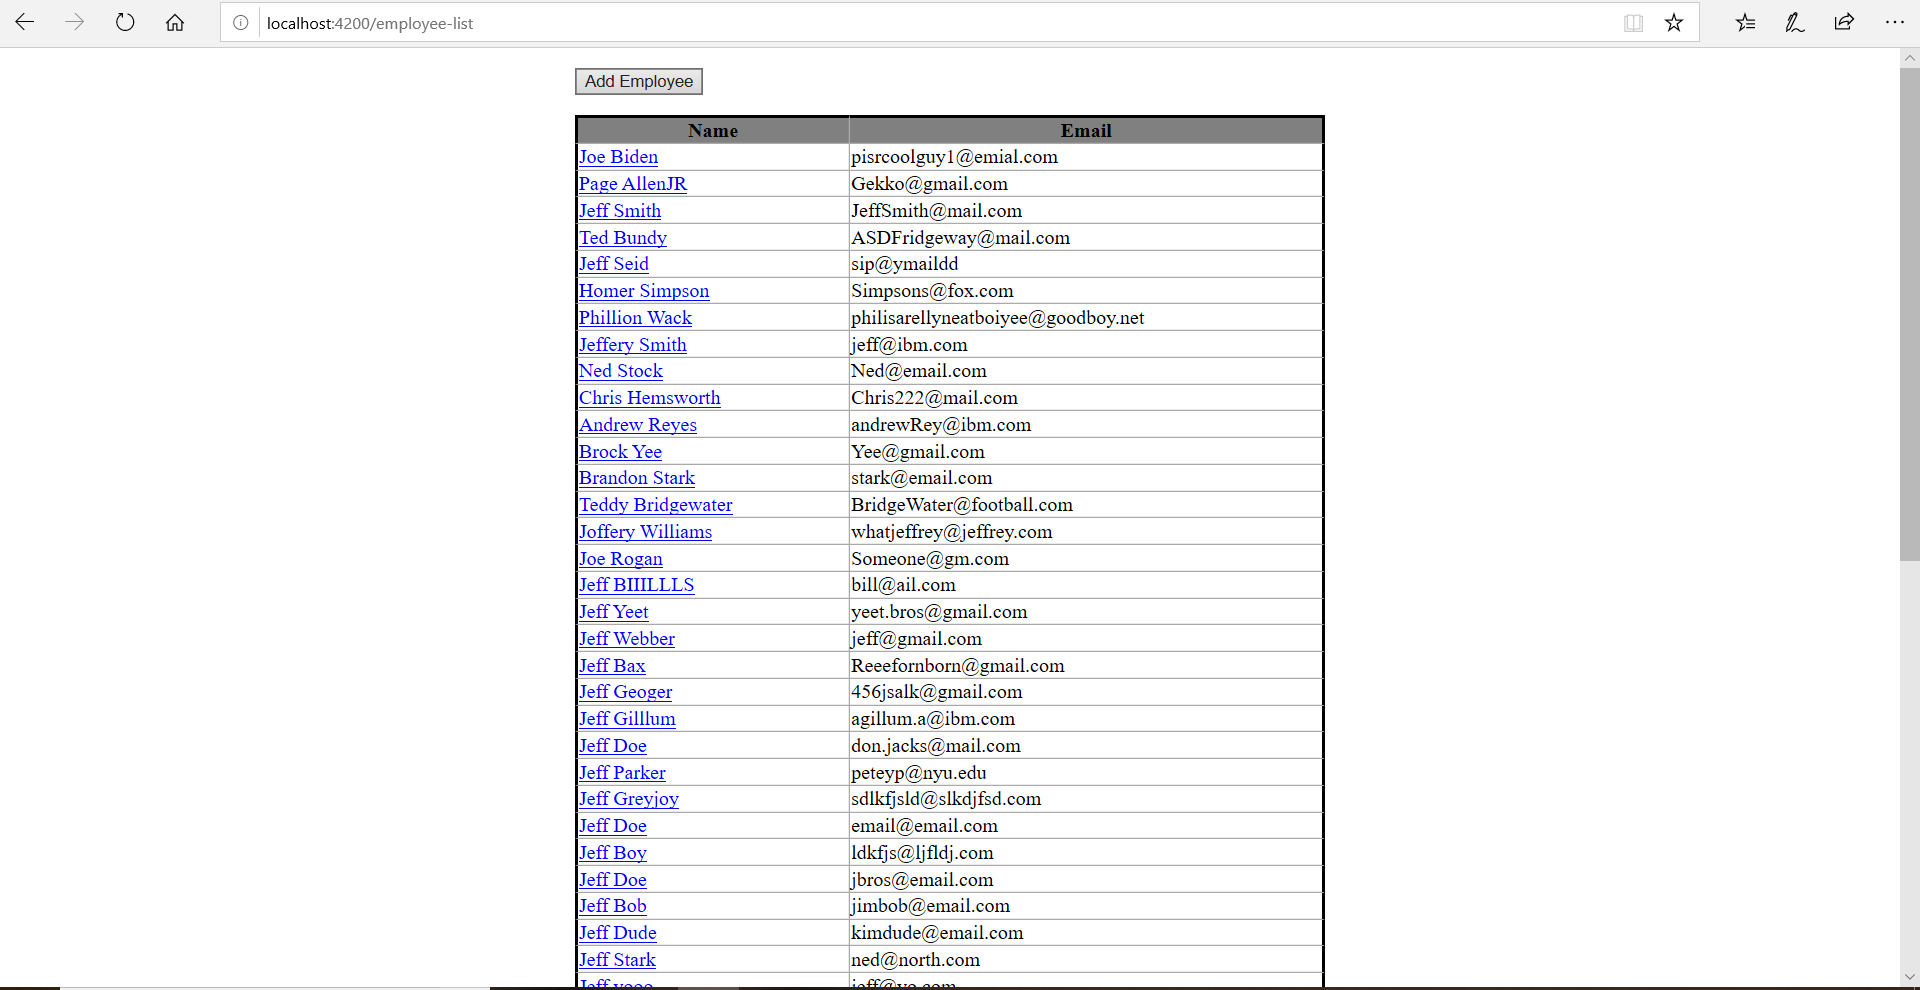 localhost:4200/employee-list
Add Employee
Name Email
Joe Biden pisrcoolguy1@emial.com
Page AllenJR Gekko@gmail.com
Jeff Smith JeffSmith@mail.com
Ted Bundy ASDFridgeway@mail.com
Jeff Seid sip@ymaildd
Homer Simpson Simpsons@fox.com
Phillion Wack philisarellyneatboiyee@goodboy.net
Jeffery Smith jeff@ibm.com
Ned Stock Ned@email.com
Chris Hemsworth Chris222@mail.com
Andrew Reyes andrewRey@ibm.com
Brock Yee Yee@gmail.com
Brandon Stark stark@email.com
Teddy Bridgewater BridgeWater@football.com
Joffery Williams whatjeffrey@jeffrey.com
Joe Rogan Someone@gm.com
Jeff BIIILLLS bill@ail.com
Jeff Yeet yeet.bros@gmail.com
Jeff Webber jeff@gmail.com
Jeff Bax Reeefornborn@gmail.com
Jeff Geoger 456jsalk@gmail.com
Jeff Gilllum agillum.a@ibm.com
Jeff Doe don.jacks@mail.com
Jeff Parker peteyp@nyu.edu
Jeff Greyjoy sdlkfjsld@slkdjfsd.com
Jeff Doe email@email.com
Jeff Boy ldkfjs@ljfldj.com
Jeff Doe jbros@email.com
Jeff Bob jimbob@email.com
Jeff Dude kimdude@email.com
Jeff Stark ned@north.com
Jeff yooo jeff@yo.com